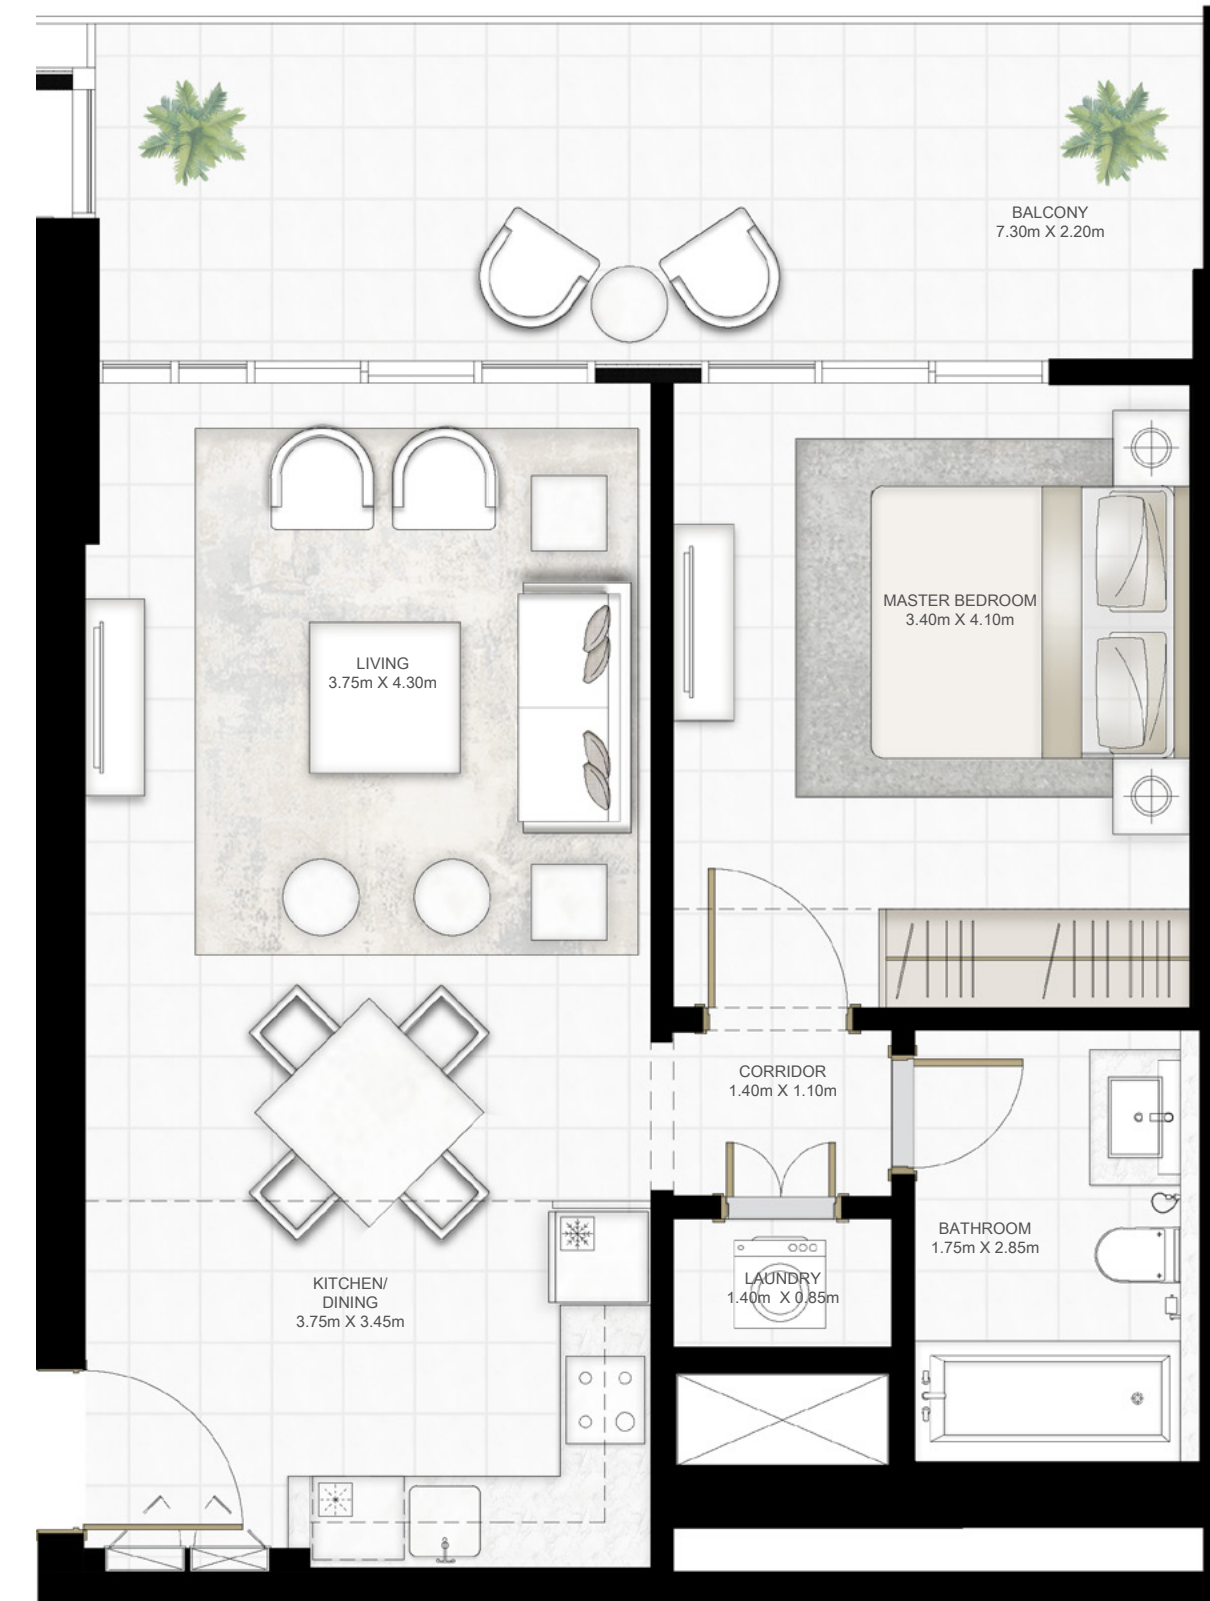 BALCONY
7.30m X 2.20m
MASTER BEDROOM
3.40m X 4.10m
LIVING
3.75m X 4.30m
CORRIDOR
1.40m X 1.10m
BATHROOM
1.75m X 2.85m
LAUNDRY
1.40m X 0.85m
KITCHEN/
DINING
3.75m X 3.45m